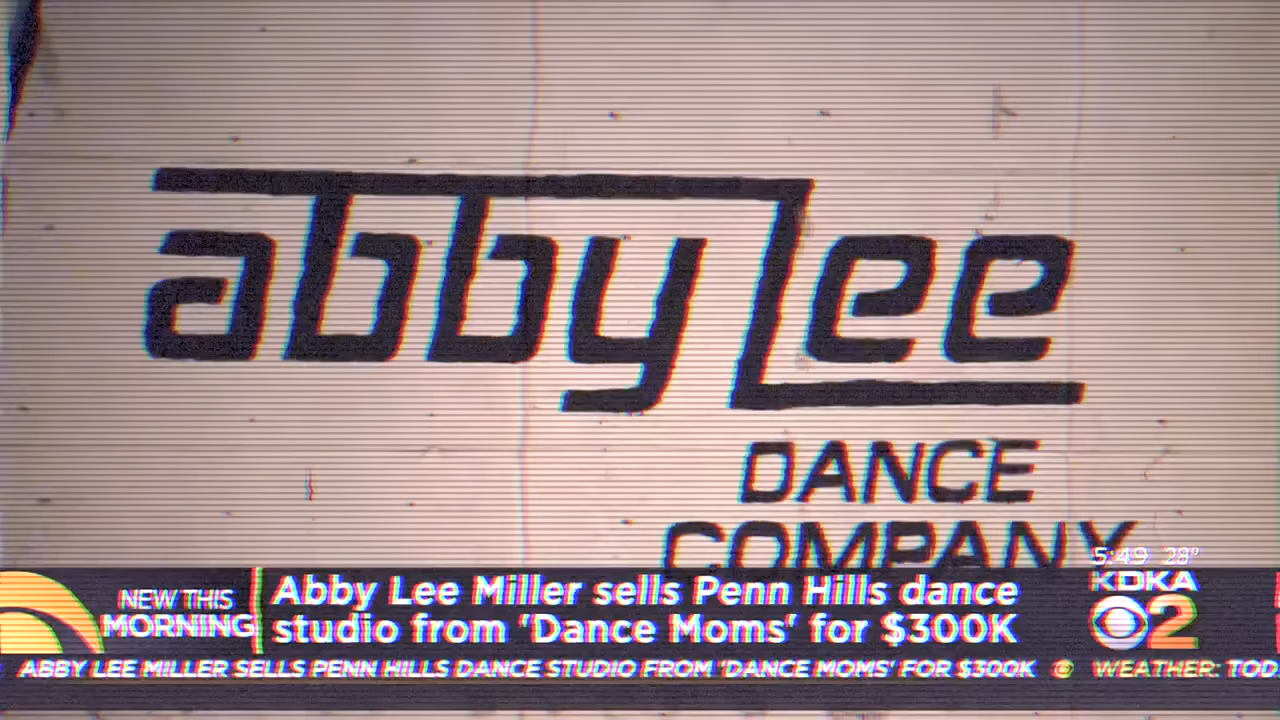 abby Lee
DANCE
COMPANY
5:49 28°
KDKA
2
NEW THIS
MORNING
Abby Lee Miller sells Penn Hills dance
studio from 'Dance Moms' for $300K
ABBY LEE MILLER SELLS PENN HILLS DANCE STUDIO FROM 'DANCE MOMS' FOR $300K WEATHER: TOD